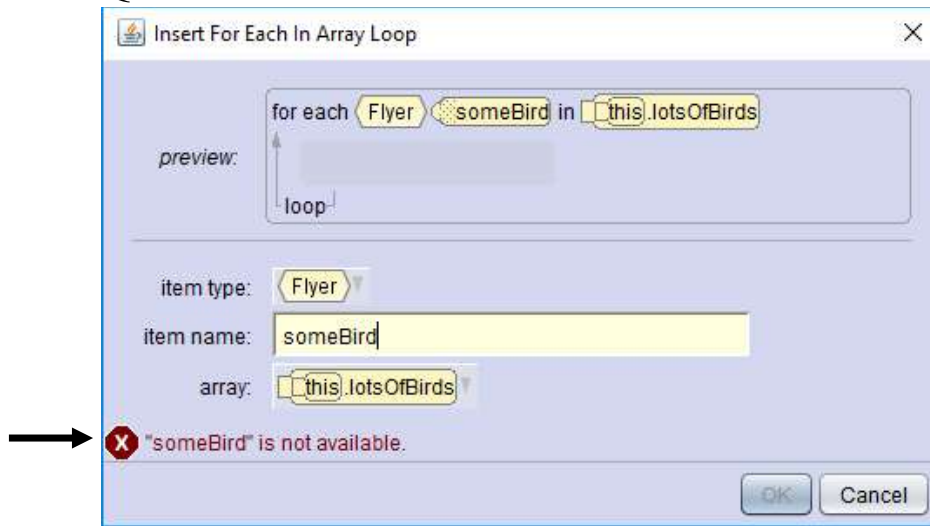 Insert For Each In Array Loop
for each Flyer someBird in this.lotsOfBirds
preview:
loop
item type: Flyer
item name: someBird
array: this.lotsOfBirds
X "someBird" is not available.
OK Cancel